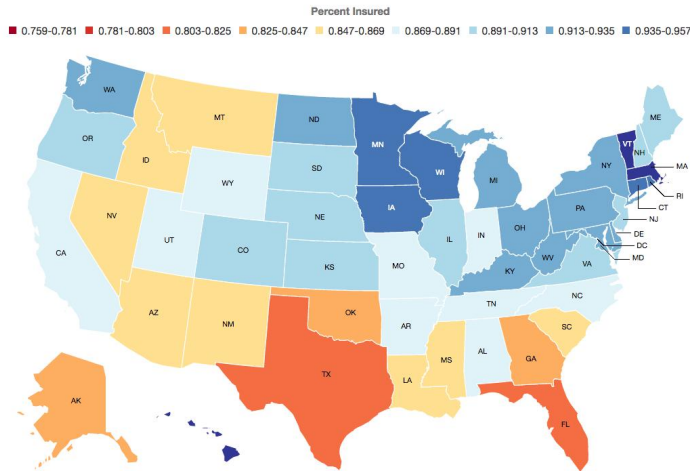 Percent Insured
0.759-0.781 0.781-0.803 0.803-0.825 0.825-0.847 0.847-0.869 0.869-0.891 0.891-0.913 0.913-0.935 0.935-0.957
WA
MT
ND
MN
ME
VT
NH
OR
ID
SD
WI
NY
MA
WY
MI
RI
CT
IA
PA
NJ
NV
NE
OH
DE
IL
IN
DC
UT
CO
WV
MD
CA
KS
MO
KY
VA
TN
NC
AZ
NM
OK
AR
SC
MS
AL
GA
TX
LA
AK
FL